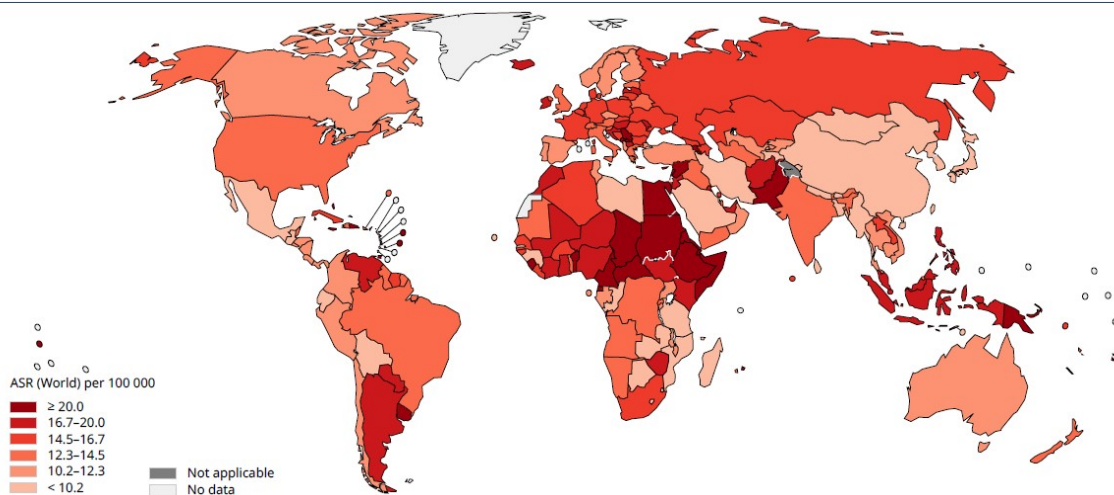 ASR (World) per 100 000
≥ 20.0
16.7–20.0
14.5–16.7
12.3–14.5
10.2–12.3
< 10.2
Not applicable
No data